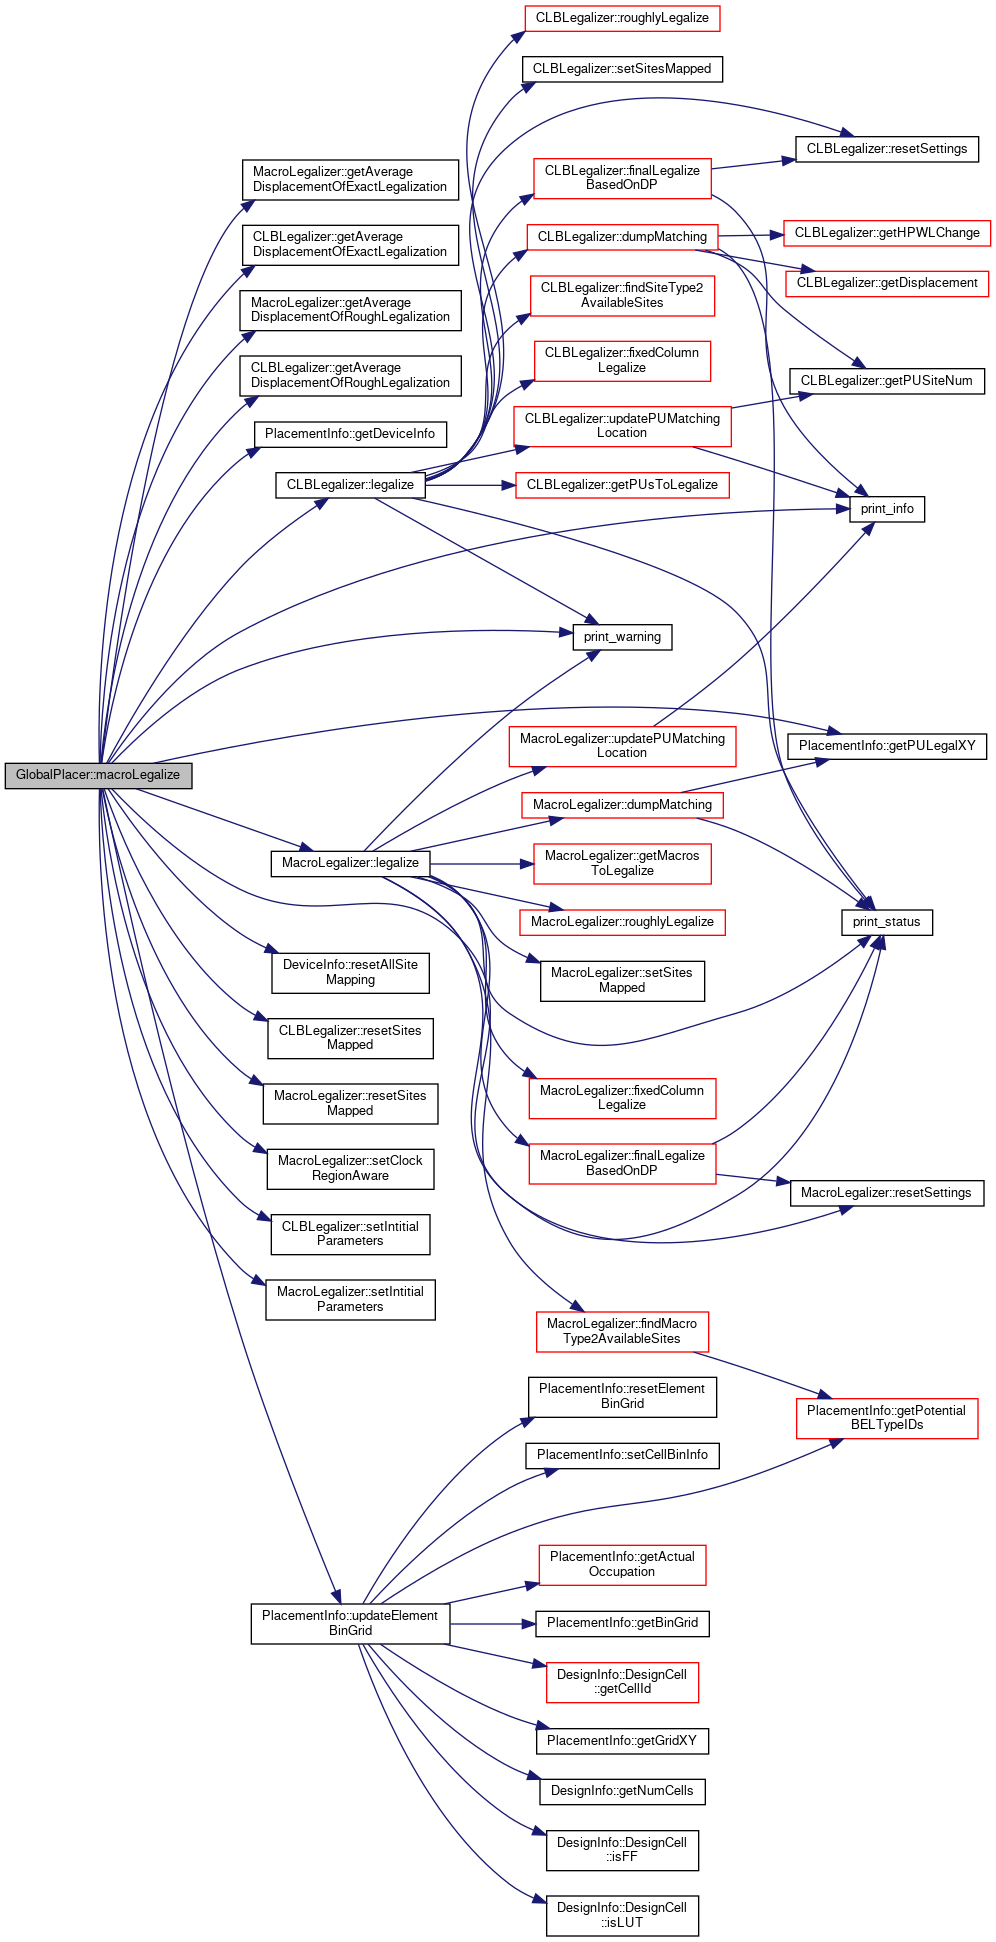 CLBLegalizer::roughlyLegalize
CLBLegalizer::setSitesMapped
CLBLegalizer::resetSettings
MacroLegalizer::getAverage
DisplacementOfExactLegalization
CLBLegalizer::finalLegalize
BasedOnDP
CLBLegalizer::getAverage
DisplacementOfExactLegalization
CLBLegalizer::dumpMatching
CLBLegalizer::getHPWLChange
CLBLegalizer::getDisplacement
MacroLegalizer::getAverage
DisplacementOfRoughLegalization
CLBLegalizer::findSiteType2
AvailableSites
CLBLegalizer::getAverage
DisplacementOfRoughLegalization
CLBLegalizer::fixedColumn
Legalize
CLBLegalizer::getPUSiteNum
PlacementInfo::getDeviceInfo
CLBLegalizer::updatePUMatching
Location
CLBLegalizer::legalize
CLBLegalizer::getPUsToLegalize
print_info
print_warning
MacroLegalizer::updatePUMatching
Location
PlacementInfo::getPULegalXY
GlobalPlacer::macroLegalize
MacroLegalizer::dumpMatching
MacroLegalizer::legalize
MacroLegalizer::getMacros
ToLegalize
MacroLegalizer::roughlyLegalize
print_status
DeviceInfo::resetAllSite
Mapping
MacroLegalizer::setSites
Mapped
CLBLegalizer::resetSites
Mapped
MacroLegalizer::resetSites
Mapped
MacroLegalizer::fixedColumn
Legalize
MacroLegalizer::setClock
RegionAware
MacroLegalizer::finalLegalize
BasedOnDP
MacroLegalizer::resetSettings
CLBLegalizer::setIntitial
Parameters
MacroLegalizer::setIntitial
Parameters
MacroLegalizer::findMacro
Type2AvailableSites
PlacementInfo::resetElement
BinGrid
PlacementInfo::getPotential
BELTypeIDs
PlacementInfo::setCellBinInfo
PlacementInfo::getActual
Occupation
PlacementInfo::updateElement
BinGrid
PlacementInfo::getBinGrid
DesignInfo::DesignCell
::getCellId
PlacementInfo::getGridXY
DesignInfo::getNumCells
DesignInfo::DesignCell
::isFF
DesignInfo::DesignCell
::isLUT